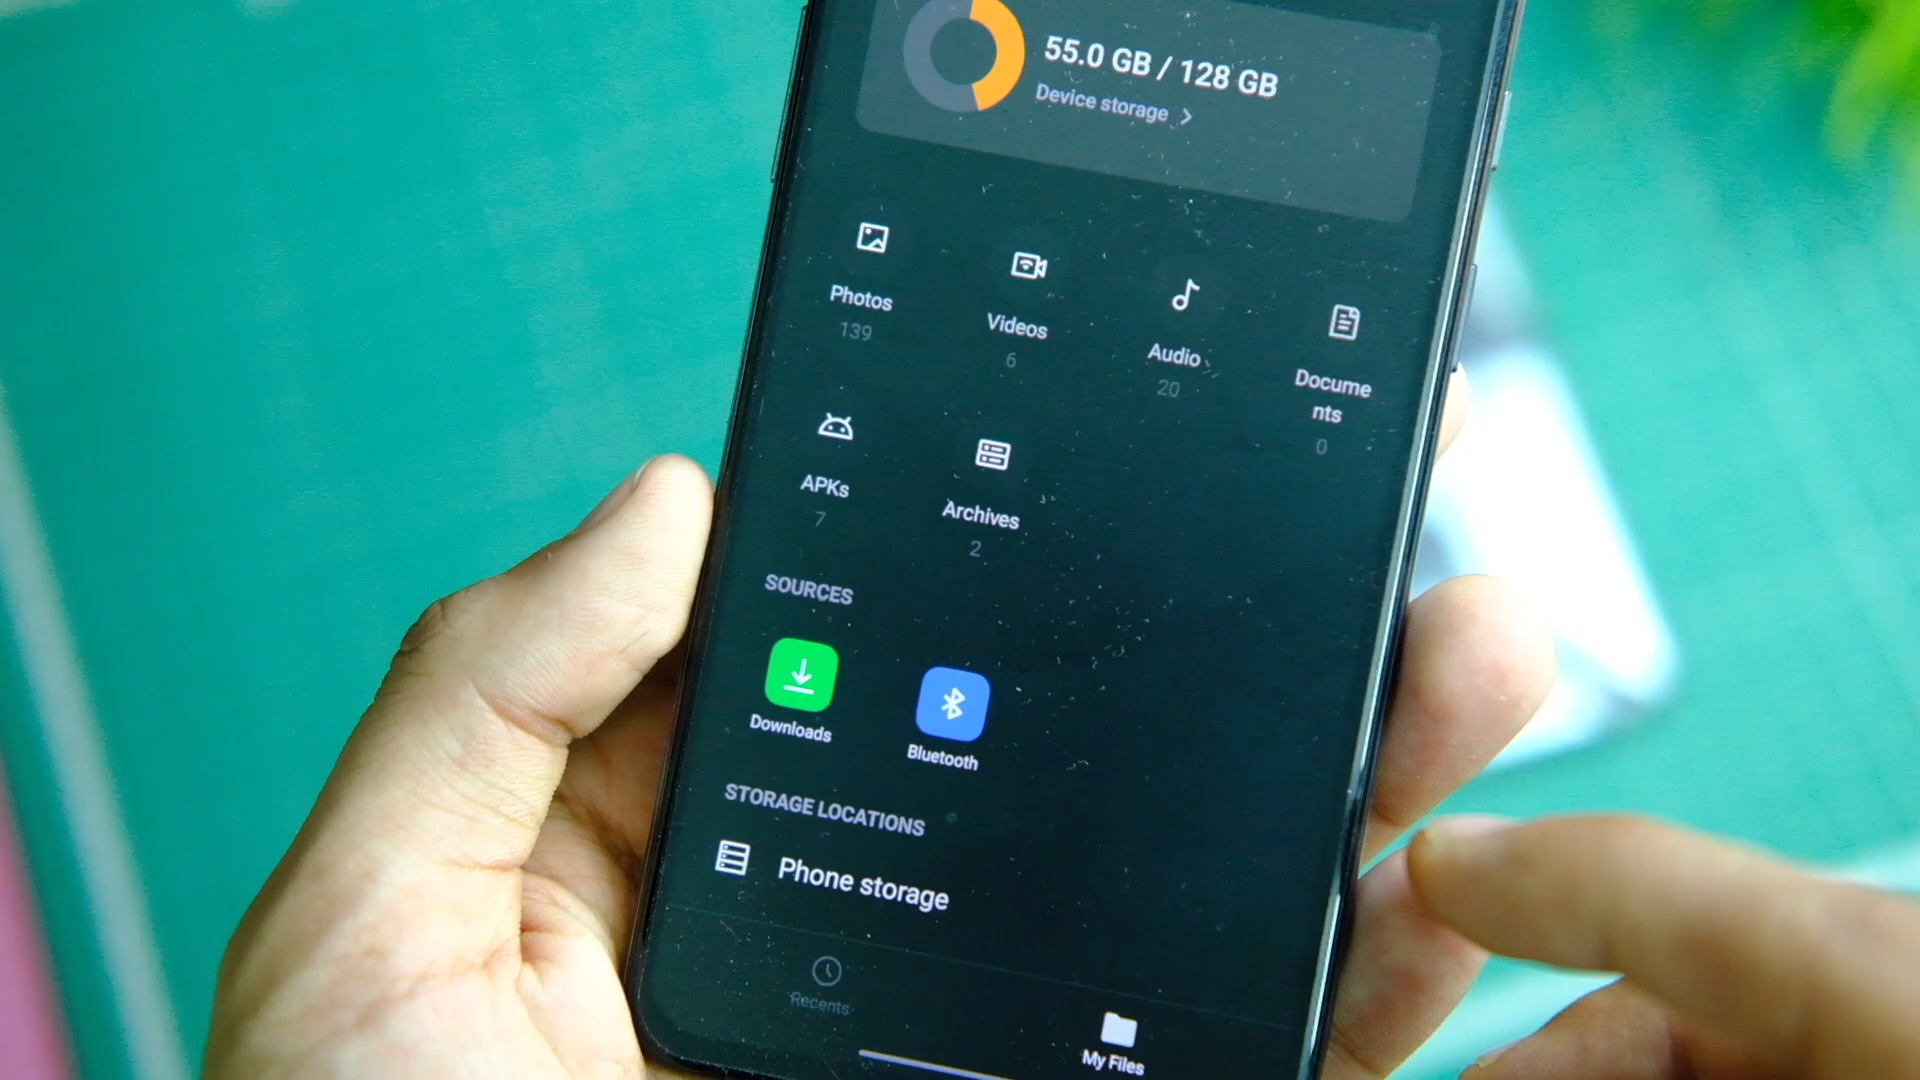 55.0 GB / 128 GB
Device storage >
Photos
139
Videos
6
Audio
20
Docume
nts
0
APKs
7
Archives
2
SOURCES
Downloads
Bluetooth
STORAGE LOCATIONS
Phone storage
Recents
My Files